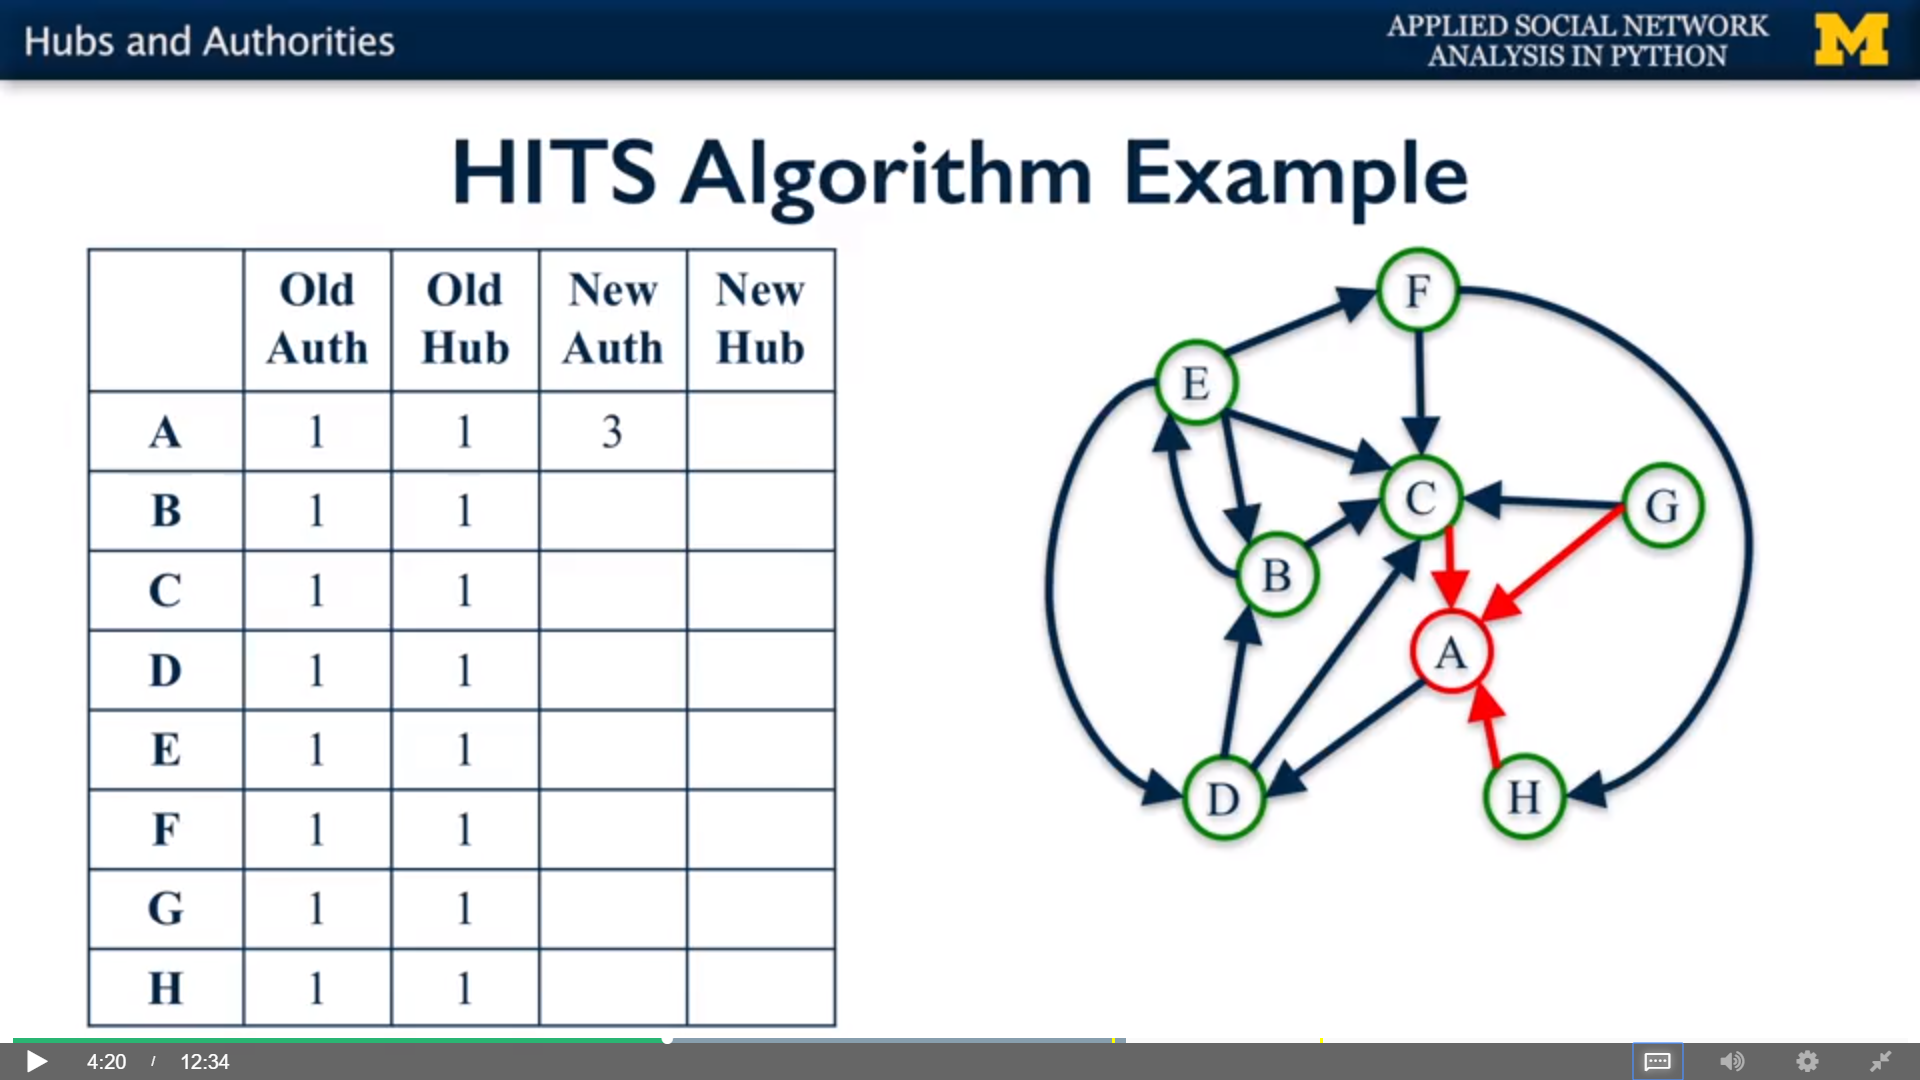 Hubs and Authorities
APPLIED SOCIAL NETWORK
ANALYSIS IN PYTHON
M
HITS Algorithm Example
Old Auth Old Hub New Auth New Hub
A 1 1 3
B 1 1
C 1 1
D 1 1
E 1 1
F 1 1
G 1 1
H 1 1
F
E
C
G
B
A
D
H
4:20 / 12:34